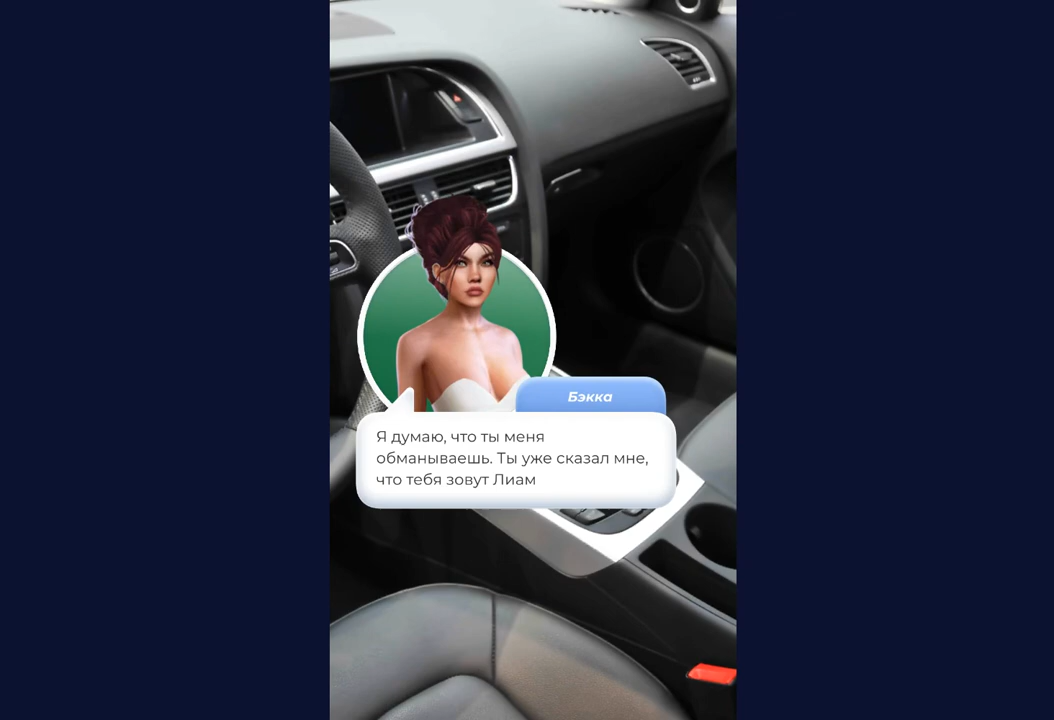 Бэкка
Я думаю, что ты меня
обманываешь. Ты уже сказал мне,
что тебя зовут Лиам